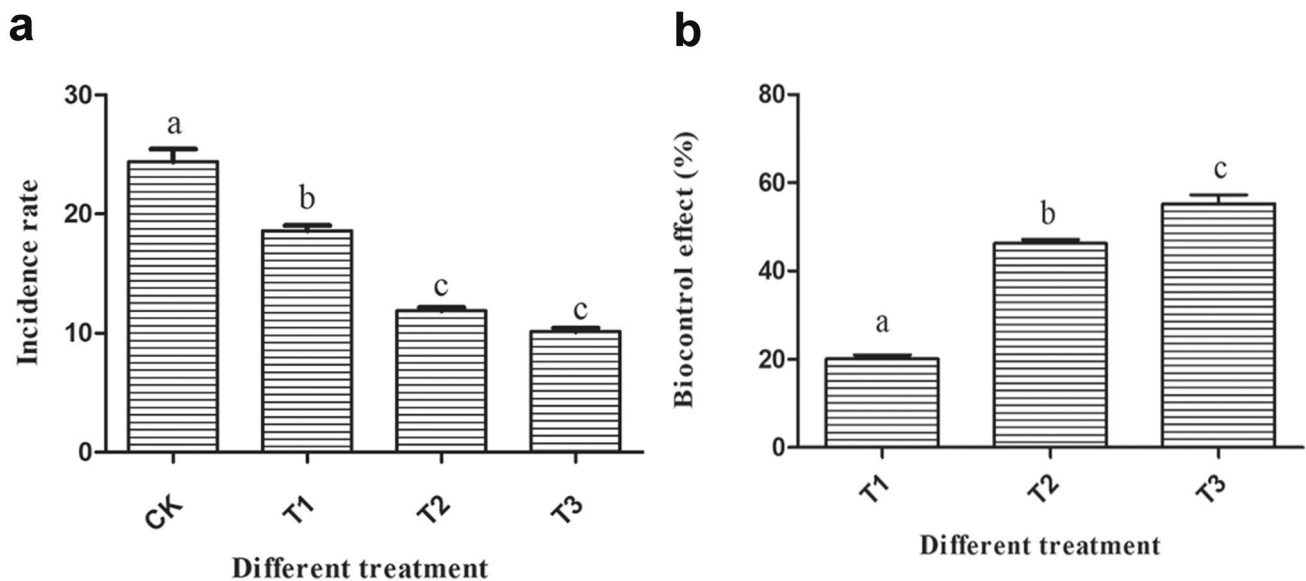 a
Incidence rate
30
20
10
0
a
b
c
c
CK
T1
T2
T3
Different treatment
b
Biocontrol effect (%)
80
60
40
20
0
a
b
c
T1
T2
T3
Different treatment